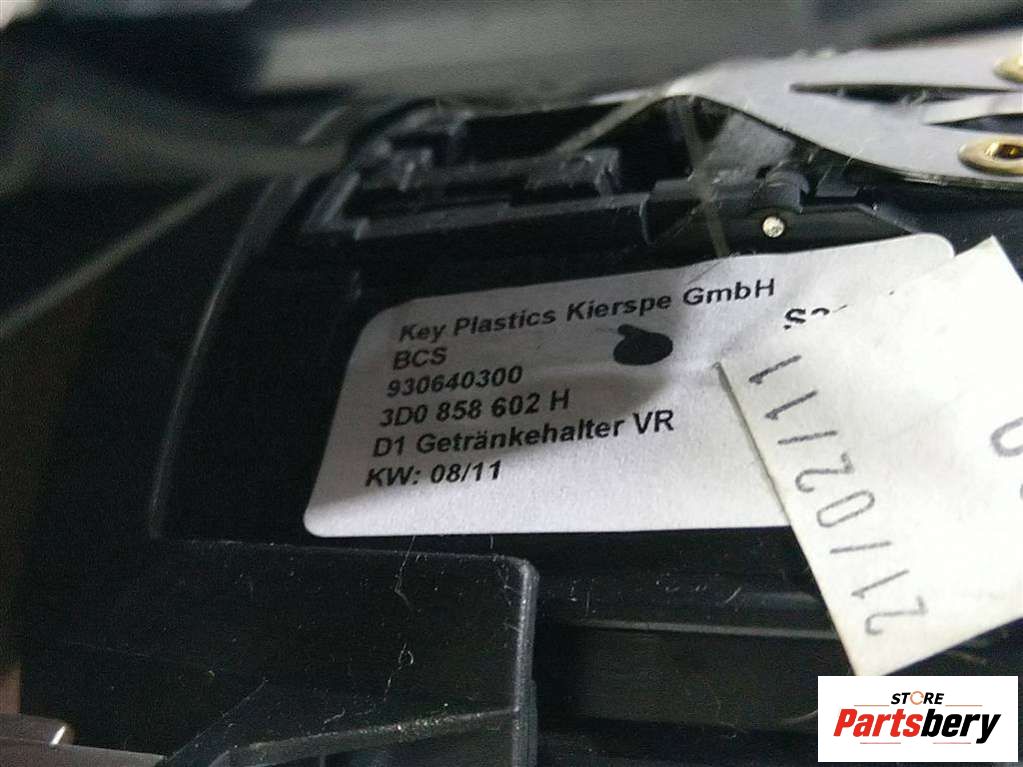 Key Plastics Kierspe GmbH
BCS
930640300
3D0 858 602 H
D1 Getränkehalter VR
KW: 08/11
21/02/11
STORE
Partsbery